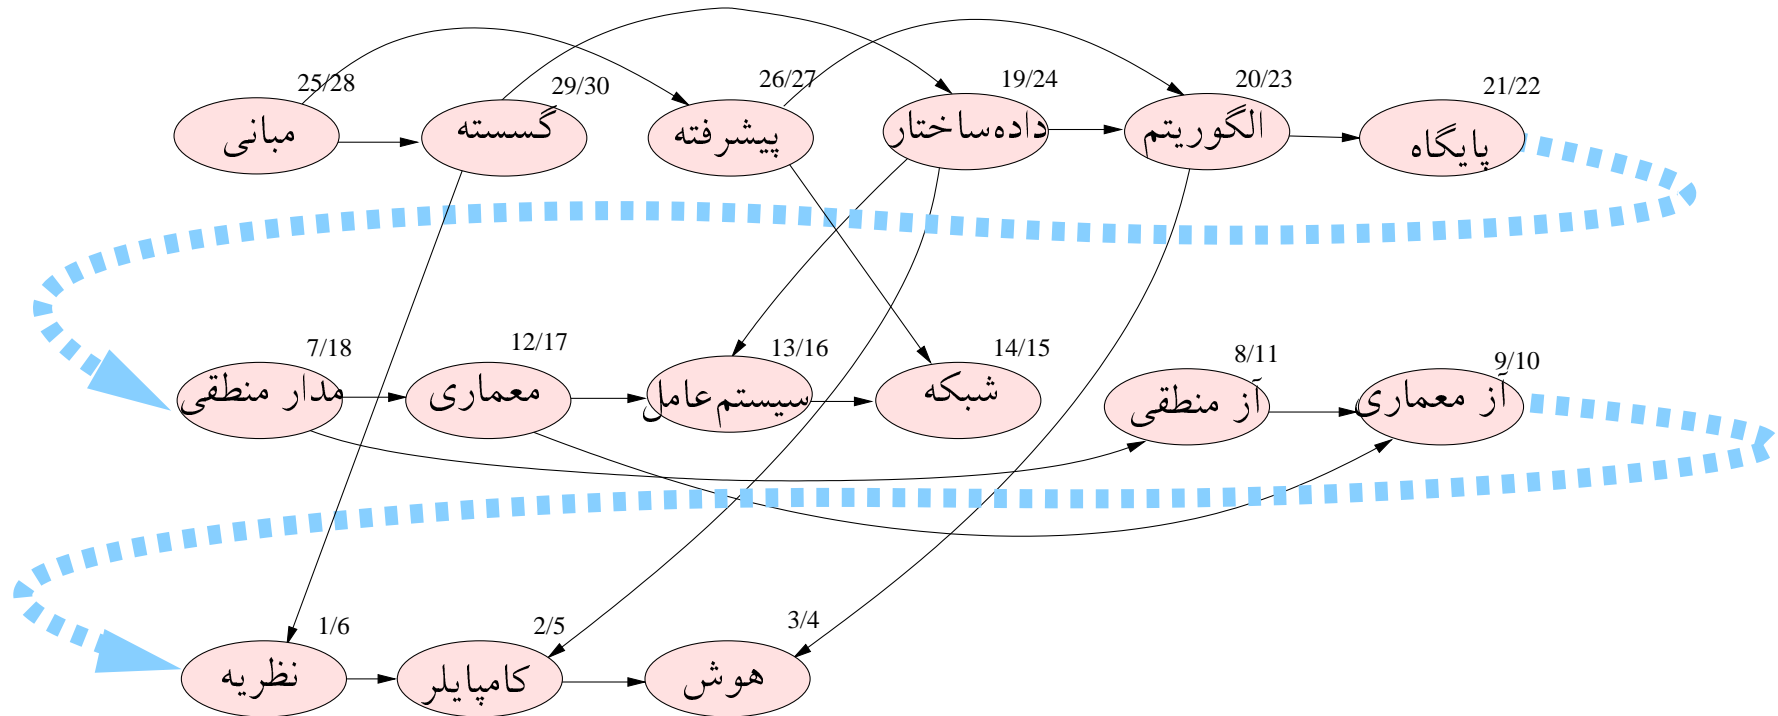 25/28
مبانی
29/30
گسسته
26/27
پیشرفته
19/24
داده‌ساختار
20/23
الگوریتم
21/22
پایگاه
7/18
مدار منطقی
12/17
معماری
13/16
سیستم‌عامل
14/15
شبکه
8/11
آز منطقی
9/10
آز معماری
1/6
نظریه
2/5
کامپایلر
3/4
هوش